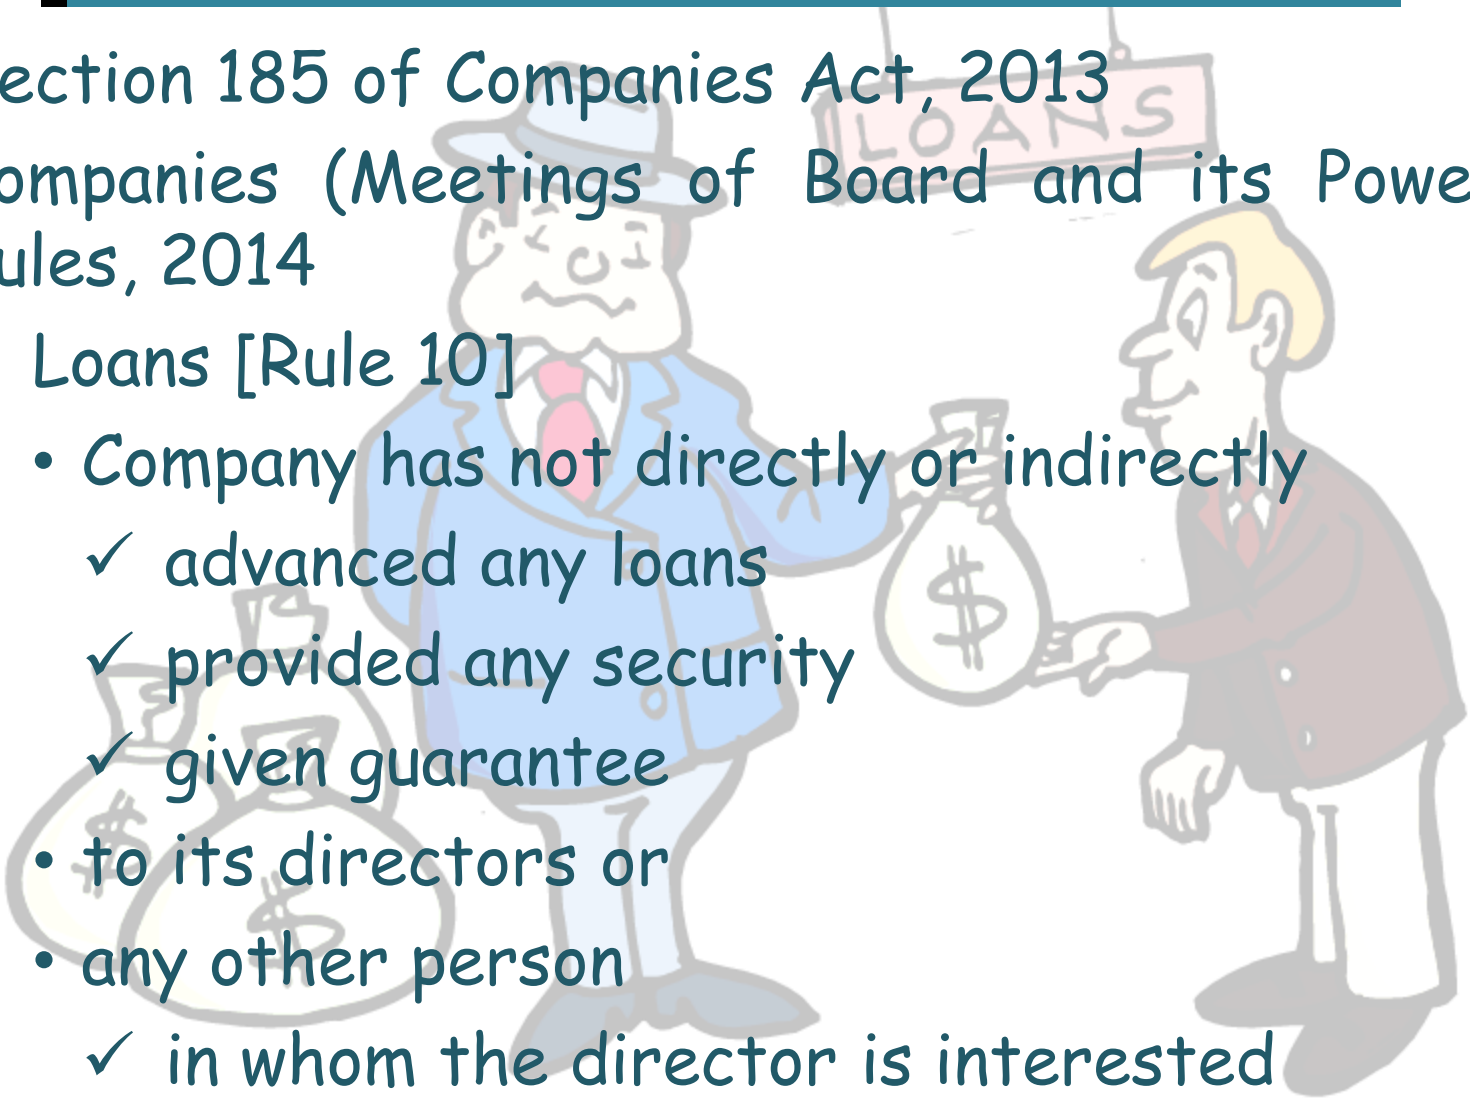 ection 185 of Companies Act, 2013
LOANS
ompanies (Meetings of Board and its Powe
ules, 2014
Loans [Rule 10]
• Company has not directly or indirectly
✓ advanced any loans
✓ provided any security
✓ given guarantee
• to its directors or
• any other person
✓ in whom the director is interested
$
$
$